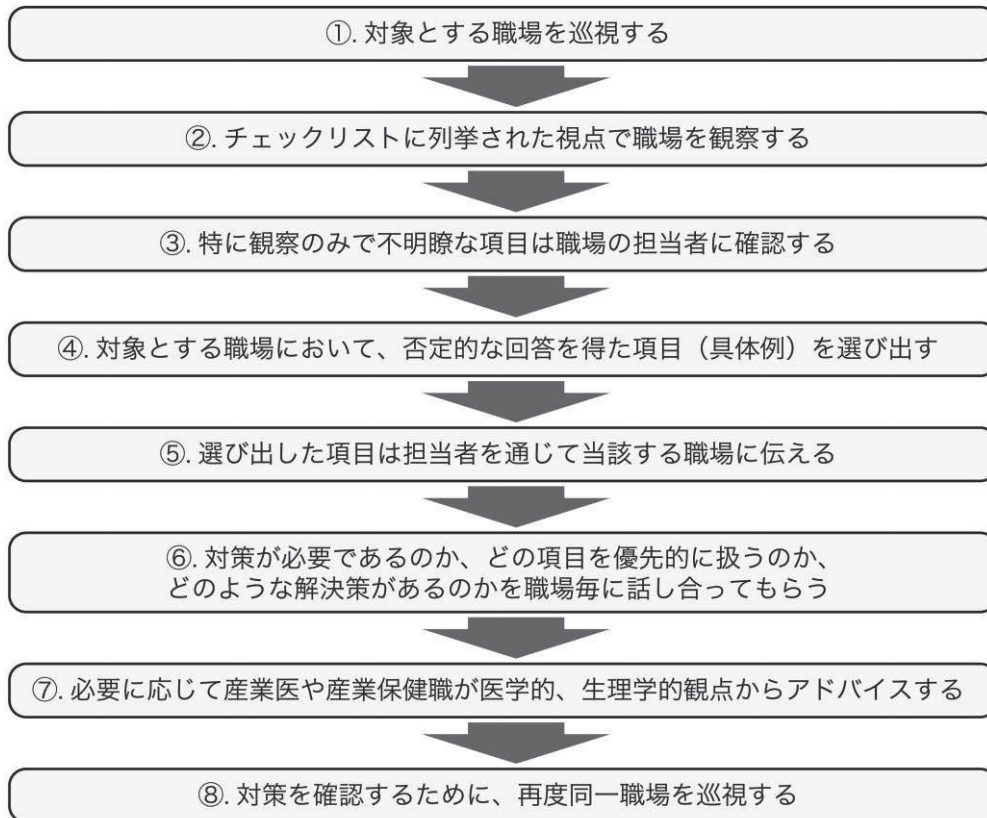 ①. 対象とする職場を巡視する
②. チェックリストに列挙された視点で職場を観察する
③. 特に観察のみで不明瞭な項目は職場の担当者に確認する
④. 対象とする職場において、否定的な回答を得た項目（具体例）を選び出す
⑤. 選び出した項目は担当者を通じて当該する職場に伝える
⑥. 対策が必要であるのか、どの項目を優先的に扱うのか、
どのような解決策があるのかを職場毎に話し合ってもらう
⑦. 必要に応じて産業医や産業保健職が医学的、生理学的観点からアドバイスする
⑧. 対策を確認するために、再度同一職場を巡視する